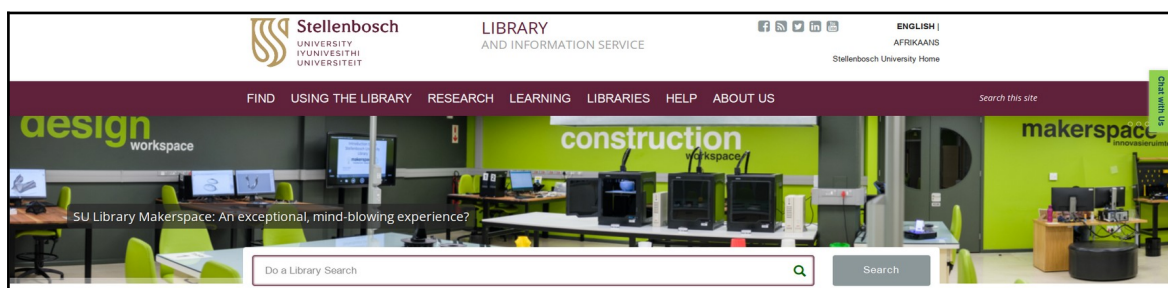 Stellenbosch
UNIVERSITY
IYUNIVESITHI
UNIVERSITEIT
LIBRARY
AND INFORMATION SERVICE
ENGLISH |
AFRIKAANS
Stellenbosch University Home
FIND USING THE LIBRARY RESEARCH LEARNING LIBRARIES HELP ABOUT US
Search this site
Chat with Us
design
workspace
construction
workspace
makerspace
innovasieruimte
SU Library Makerspace: An exceptional, mind-blowing experience?
Do a Library Search
Search